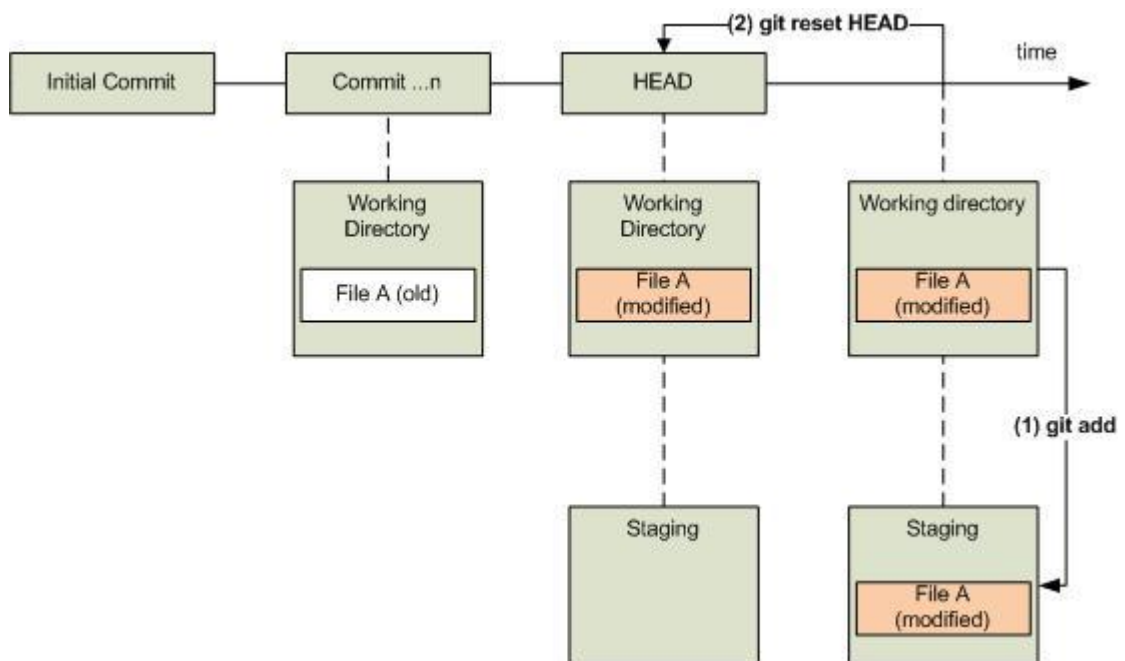 (2) git reset HEAD
time
Initial Commit
Commit ...n
HEAD
Working
Directory
File A (old)
Working
Directory
File A
(modified)
Working directory
File A
(modified)
(1) git add
Staging
Staging
File A
(modified)